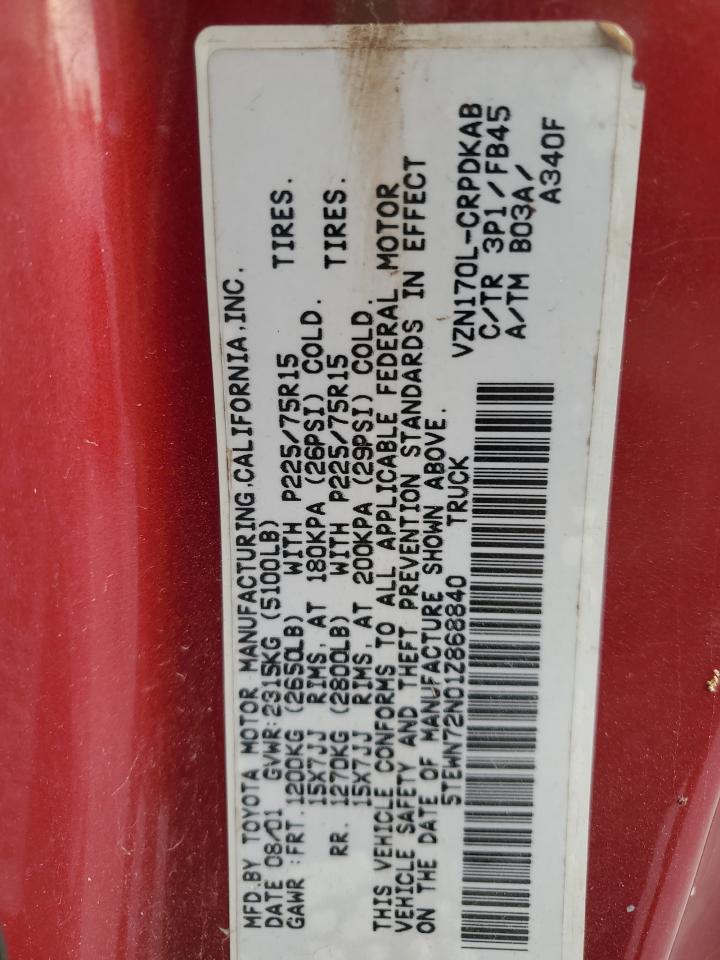 MFD.BY TOYOTA MOTOR MANUFACTURING,CALIFORNIA,INC.
DATE 08/01 GVWR:2315KG (5100LB)
GAWR :FRT.1200KG (2650LB) WITH P225/75R15 TIRES.
15X7JJ RIMS, AT 180KPA (26PSI) COLD.
RR. 1270KG (2800LB) WITH P225/75R15 TIRES.
15X7JJ RIMS, AT 200KPA (29PSI) COLD.
THIS VEHICLE CONFORMS TO ALL APPLICABLE FEDERAL MOTOR
VEHICLE SAFETY AND THEFT PREVENTION STANDARDS IN EFFECT
ON THE DATE OF MANUFACTURE SHOWN ABOVE.
5TEWN72N01Z868840 TRUCK
VZN170L-CRPDKAB
C/TR 3P1/FB45
A/TM B03A/
A340F